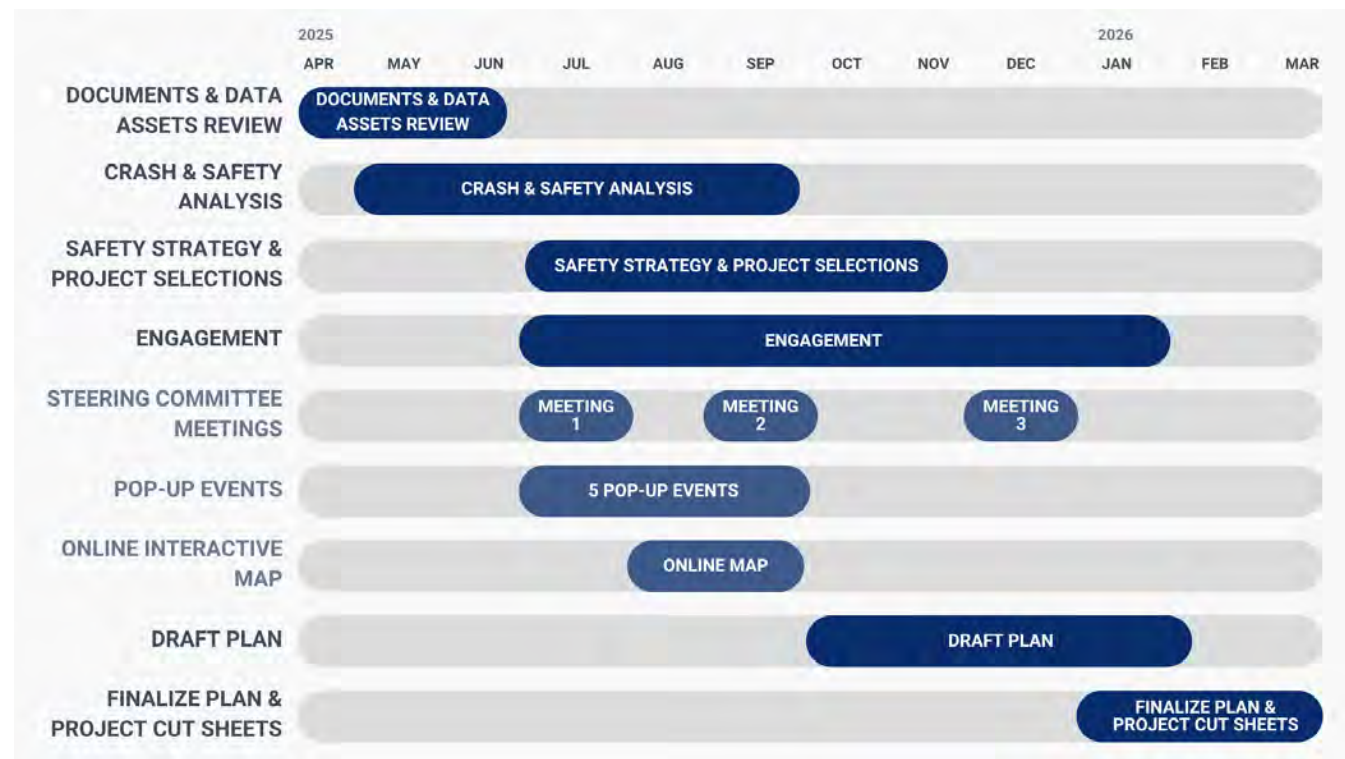 2025 2026
APR MAY JUN JUL AUG SEP OCT NOV DEC JAN FEB MAR
DOCUMENTS & DATA
ASSETS REVIEW
DOCUMENTS & DATA
ASSETS REVIEW
CRASH & SAFETY
ANALYSIS
CRASH & SAFETY ANALYSIS
SAFETY STRATEGY &
PROJECT SELECTIONS
SAFETY STRATEGY & PROJECT SELECTIONS
ENGAGEMENT
ENGAGEMENT
STEERING COMMITTEE
MEETINGS
MEETING
1
MEETING
2
MEETING
3
POP-UP EVENTS
5 POP-UP EVENTS
ONLINE INTERACTIVE
MAP
ONLINE MAP
DRAFT PLAN
DRAFT PLAN
FINALIZE PLAN &
PROJECT CUT SHEETS
FINALIZE PLAN &
PROJECT CUT SHEETS